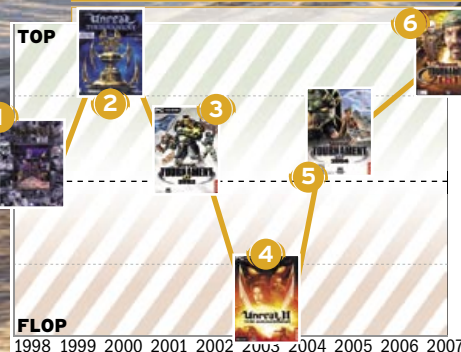 TOP
6
Unreal
TOURNAMENT
2
3
1
TOURNAMENT
TOURNAMENT
5
4
Unreal II
FLOP
1998 1999 2000 2001 2002 2003 2004 2005 2006 2007